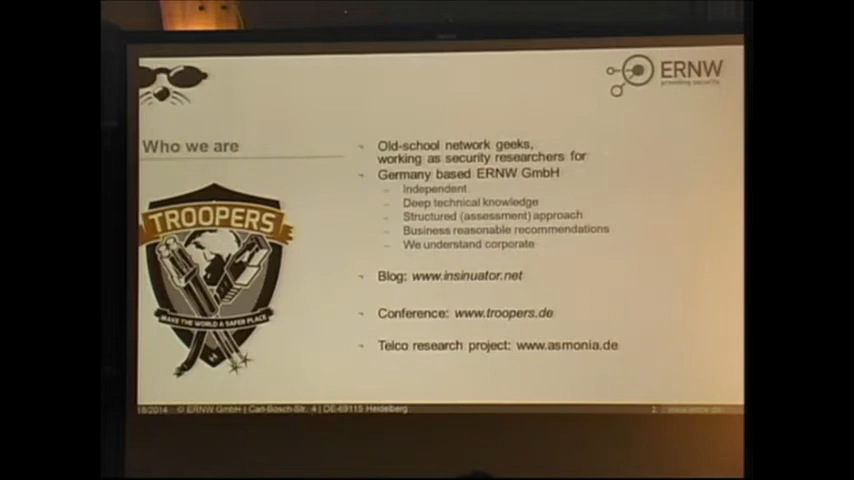 ERNW
providing security.
Who we are
Old-school network geeks,
working as security researchers for
Germany based ERNW GmbH
Independent
Deep technical knowledge
Structured (assessment) approach
Business reasonable recommendations
We understand corporate
Blog: www.insinuator.net
Conference: www.troopers.de
Telco research project: www.asmonia.de
TROOPERS
MAKE THE WORLD A SAFER PLACE
18/2014 © ERNW GmbH | Carl-Bosch-Str. 4 | DE-69115 Heidelberg
2